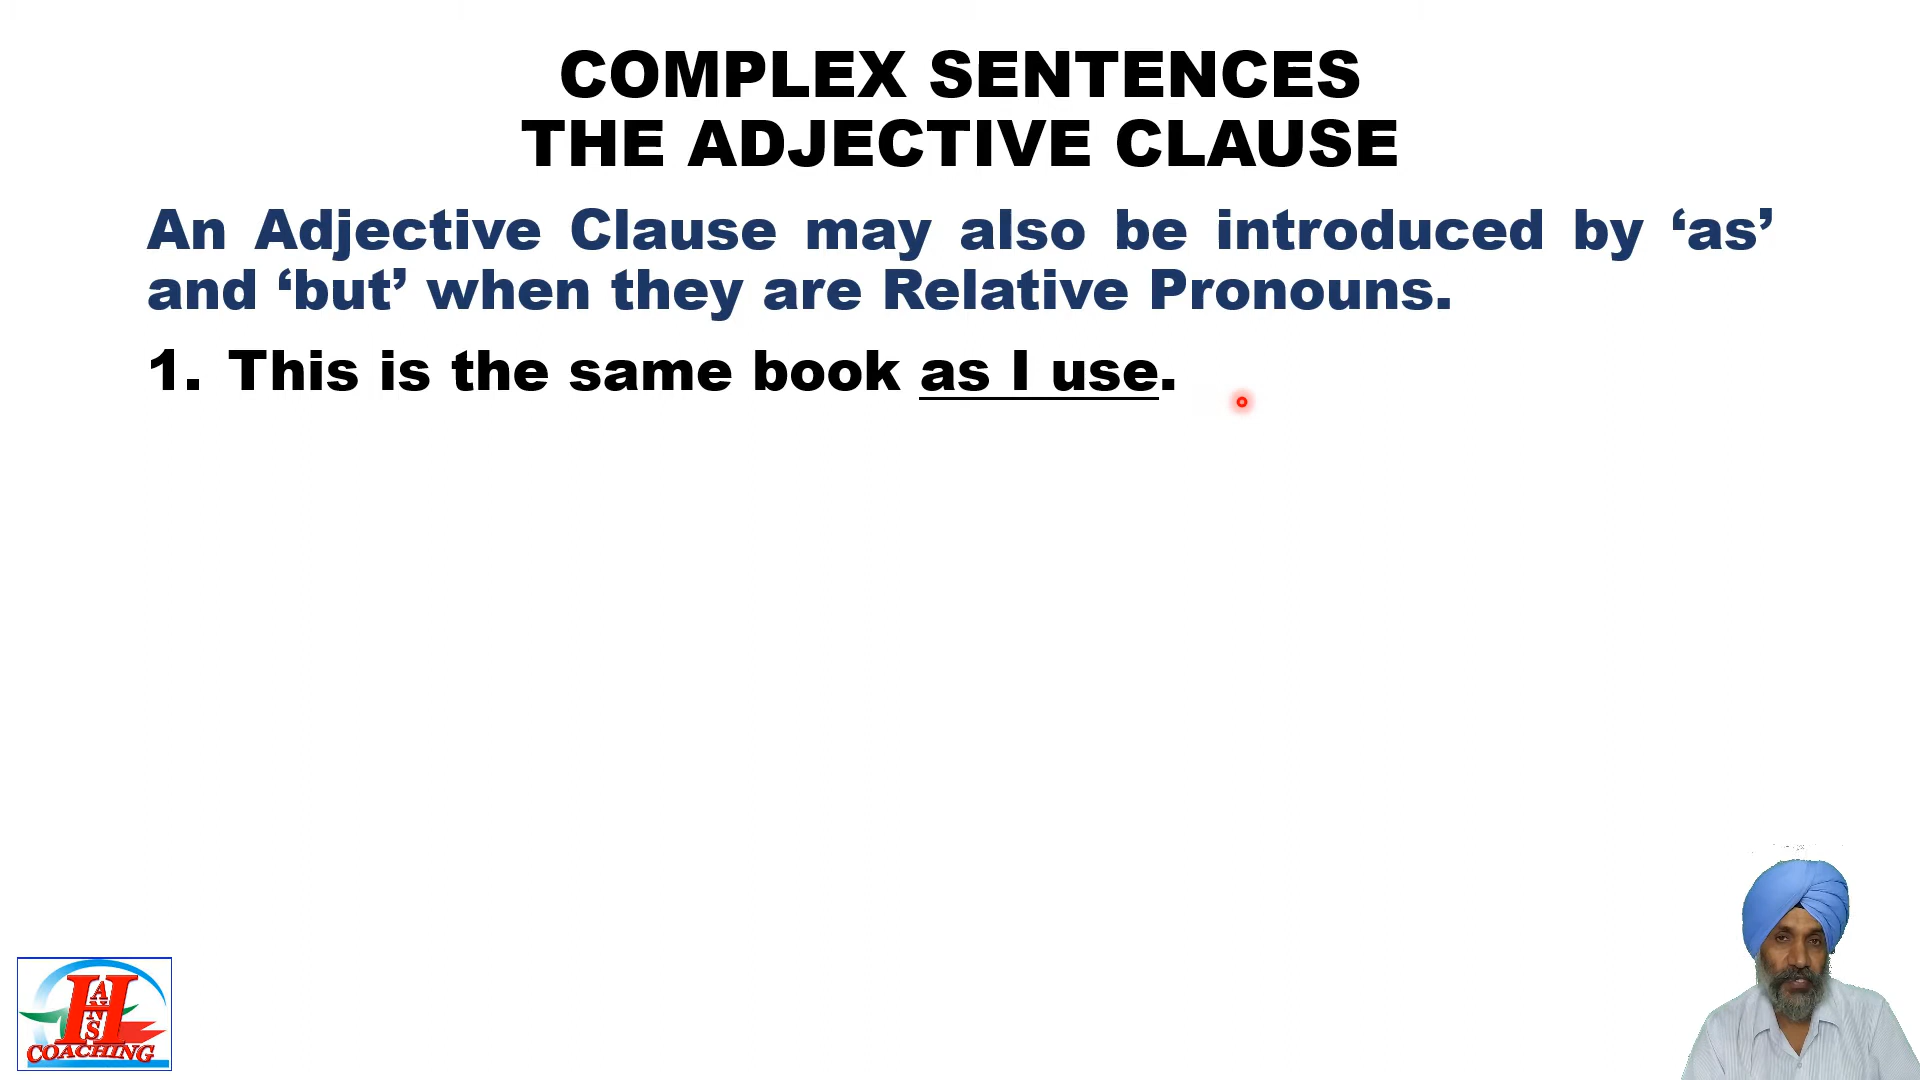 COMPLEX SENTENCES
THE ADJECTIVE CLAUSE
An Adjective Clause may also be introduced by ‘as’
and ‘but’ when they are Relative Pronouns.
1. This is the same book as I use.
HANS
COACHING